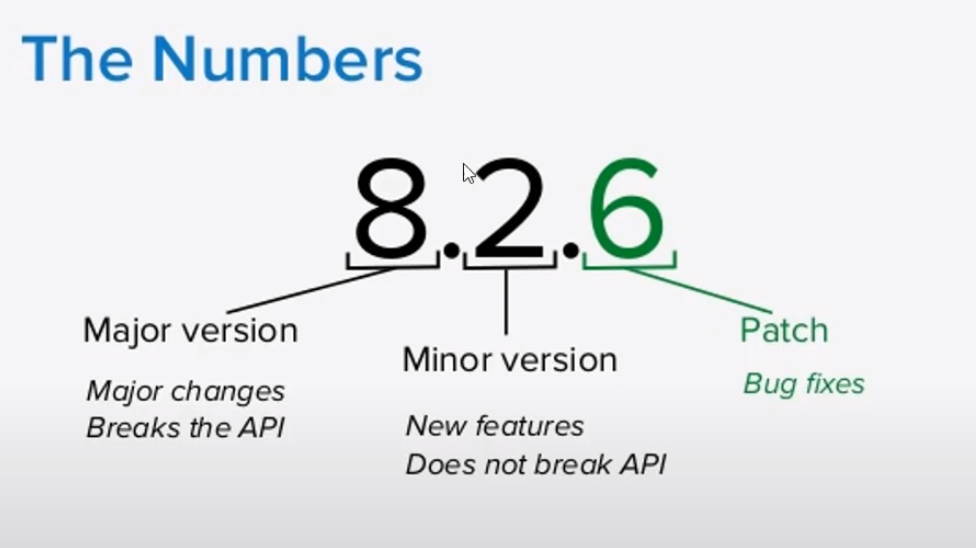 The Numbers
8.2.6
Major version
Major changes
Breaks the API
Minor version
New features
Does not break API
Patch
Bug fixes